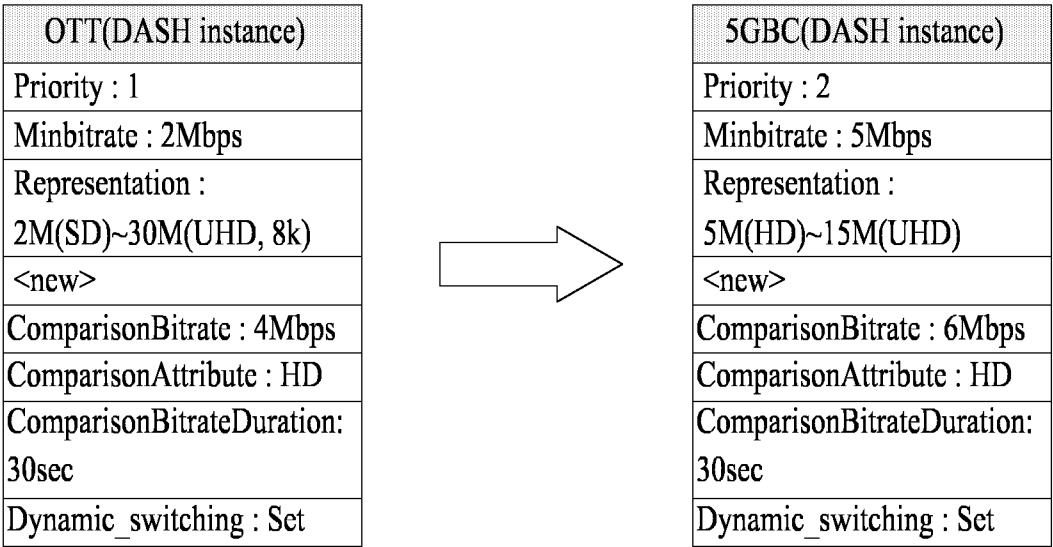 OTT(DASH instance)
Priority : 1
Minbitrate : 2Mbps
Representation :
2M(SD)~30M(UHD, 8k)
<new>
ComparisonBitrate : 4Mbps
ComparisonAttribute : HD
ComparisonBitrateDuration:
30sec
Dynamic_switching : Set
5GBC(DASH instance)
Priority : 2
Minbitrate : 5Mbps
Representation :
5M(HD)~15M(UHD)
<new>
ComparisonBitrate : 6Mbps
ComparisonAttribute : HD
ComparisonBitrateDuration:
30sec
Dynamic_switching : Set